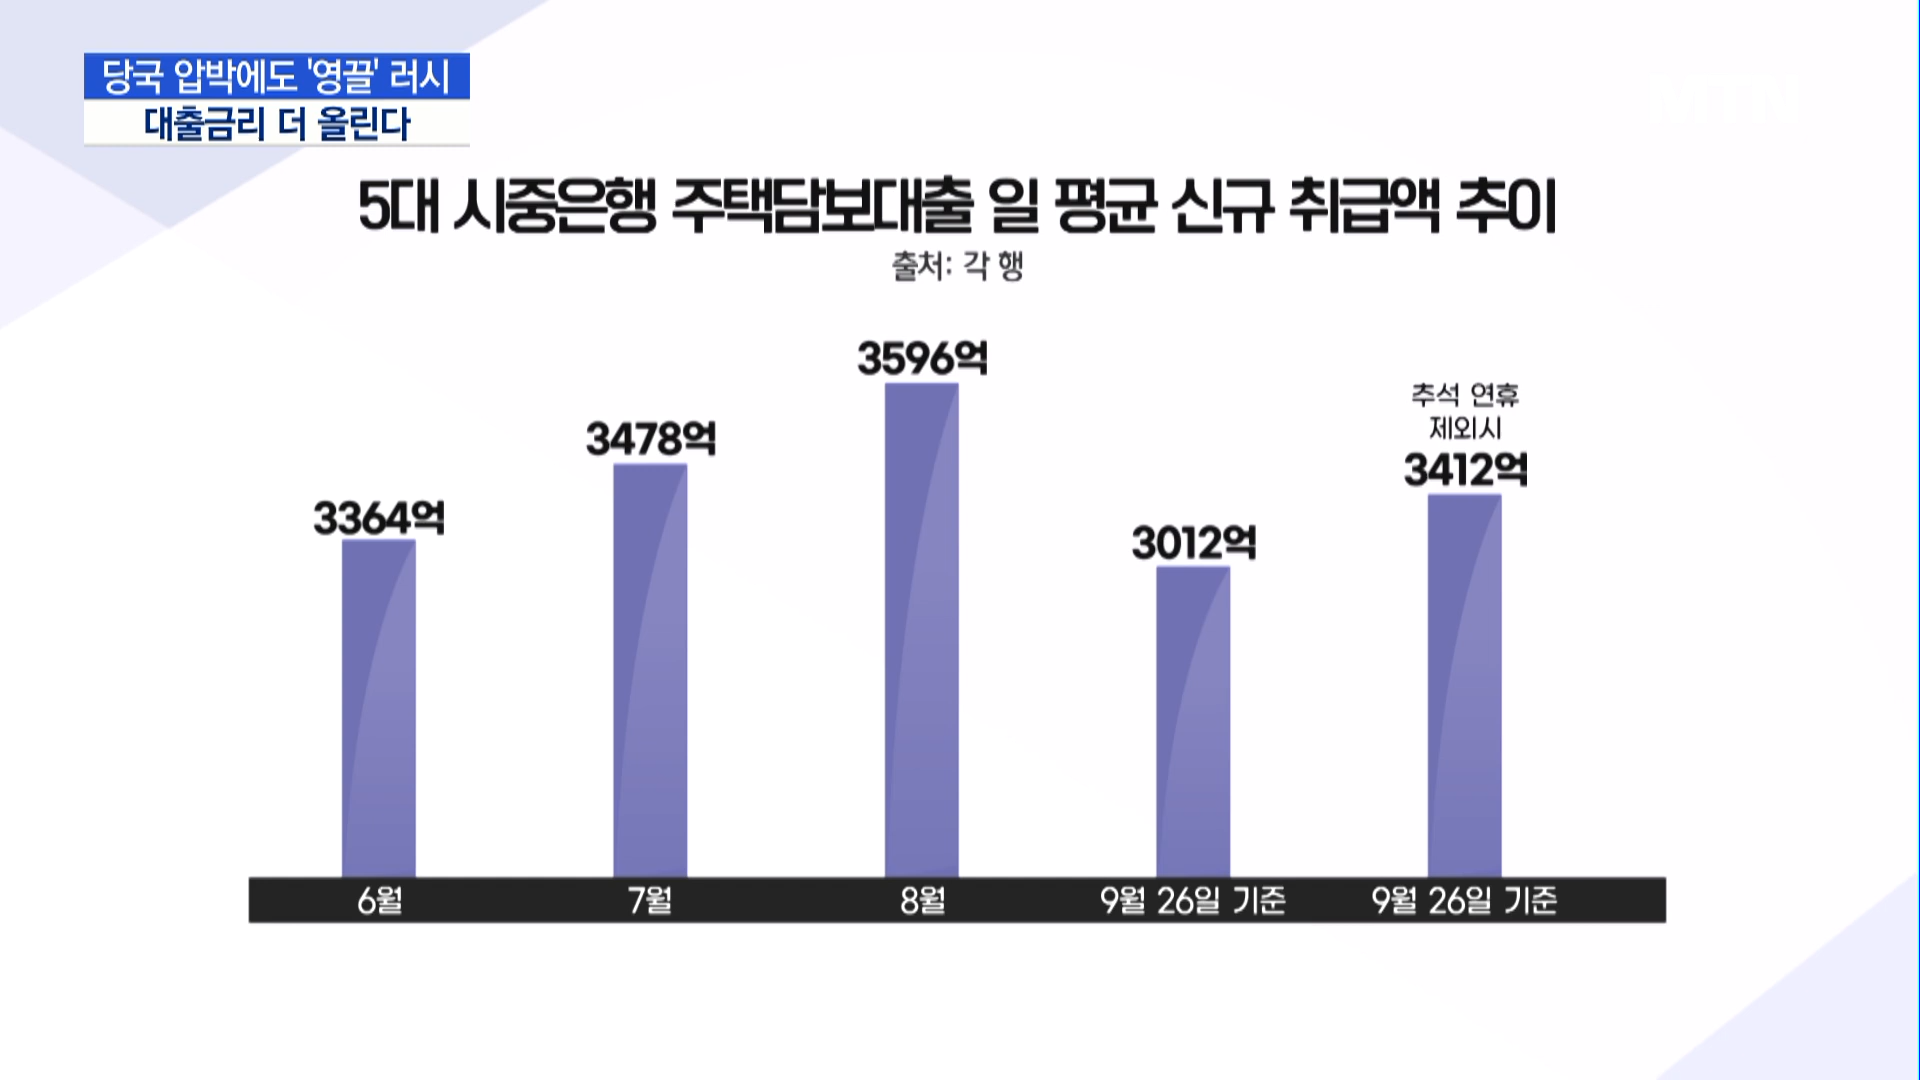 당국 압박에도 '영끌' 러시
대출금리 더 올린다
MTN
5대 시중은행 주택담보대출 일 평균 신규 취급액 추이
출처: 각 행
3364억
3478억
3596억
3012억
추석 연휴
제외시
3412억
6월
7월
8월
9월 26일 기준
9월 26일 기준